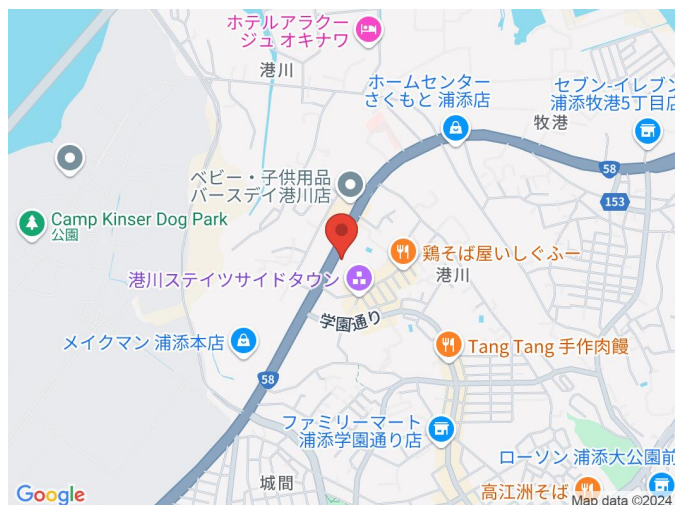 ホテルアラクー
ジュ オキナワ
港川
ホームセンター
さくもと 浦添店
セブン-イレブン
浦添牧港5丁目店
牧港
58
153
ベビー・子供用品
バースデイ港川店
Camp Kinser Dog Park
公園
鶏そば屋いしぐふー
港川ステイツサイドタウン
港川
学園通り
メイクマン 浦添本店
Tang Tang 手作肉饅
58
ファミリーマート
浦添学園通り店
ローソン 浦添大公園前
城間
高江洲そば
Google
Map data ©2024